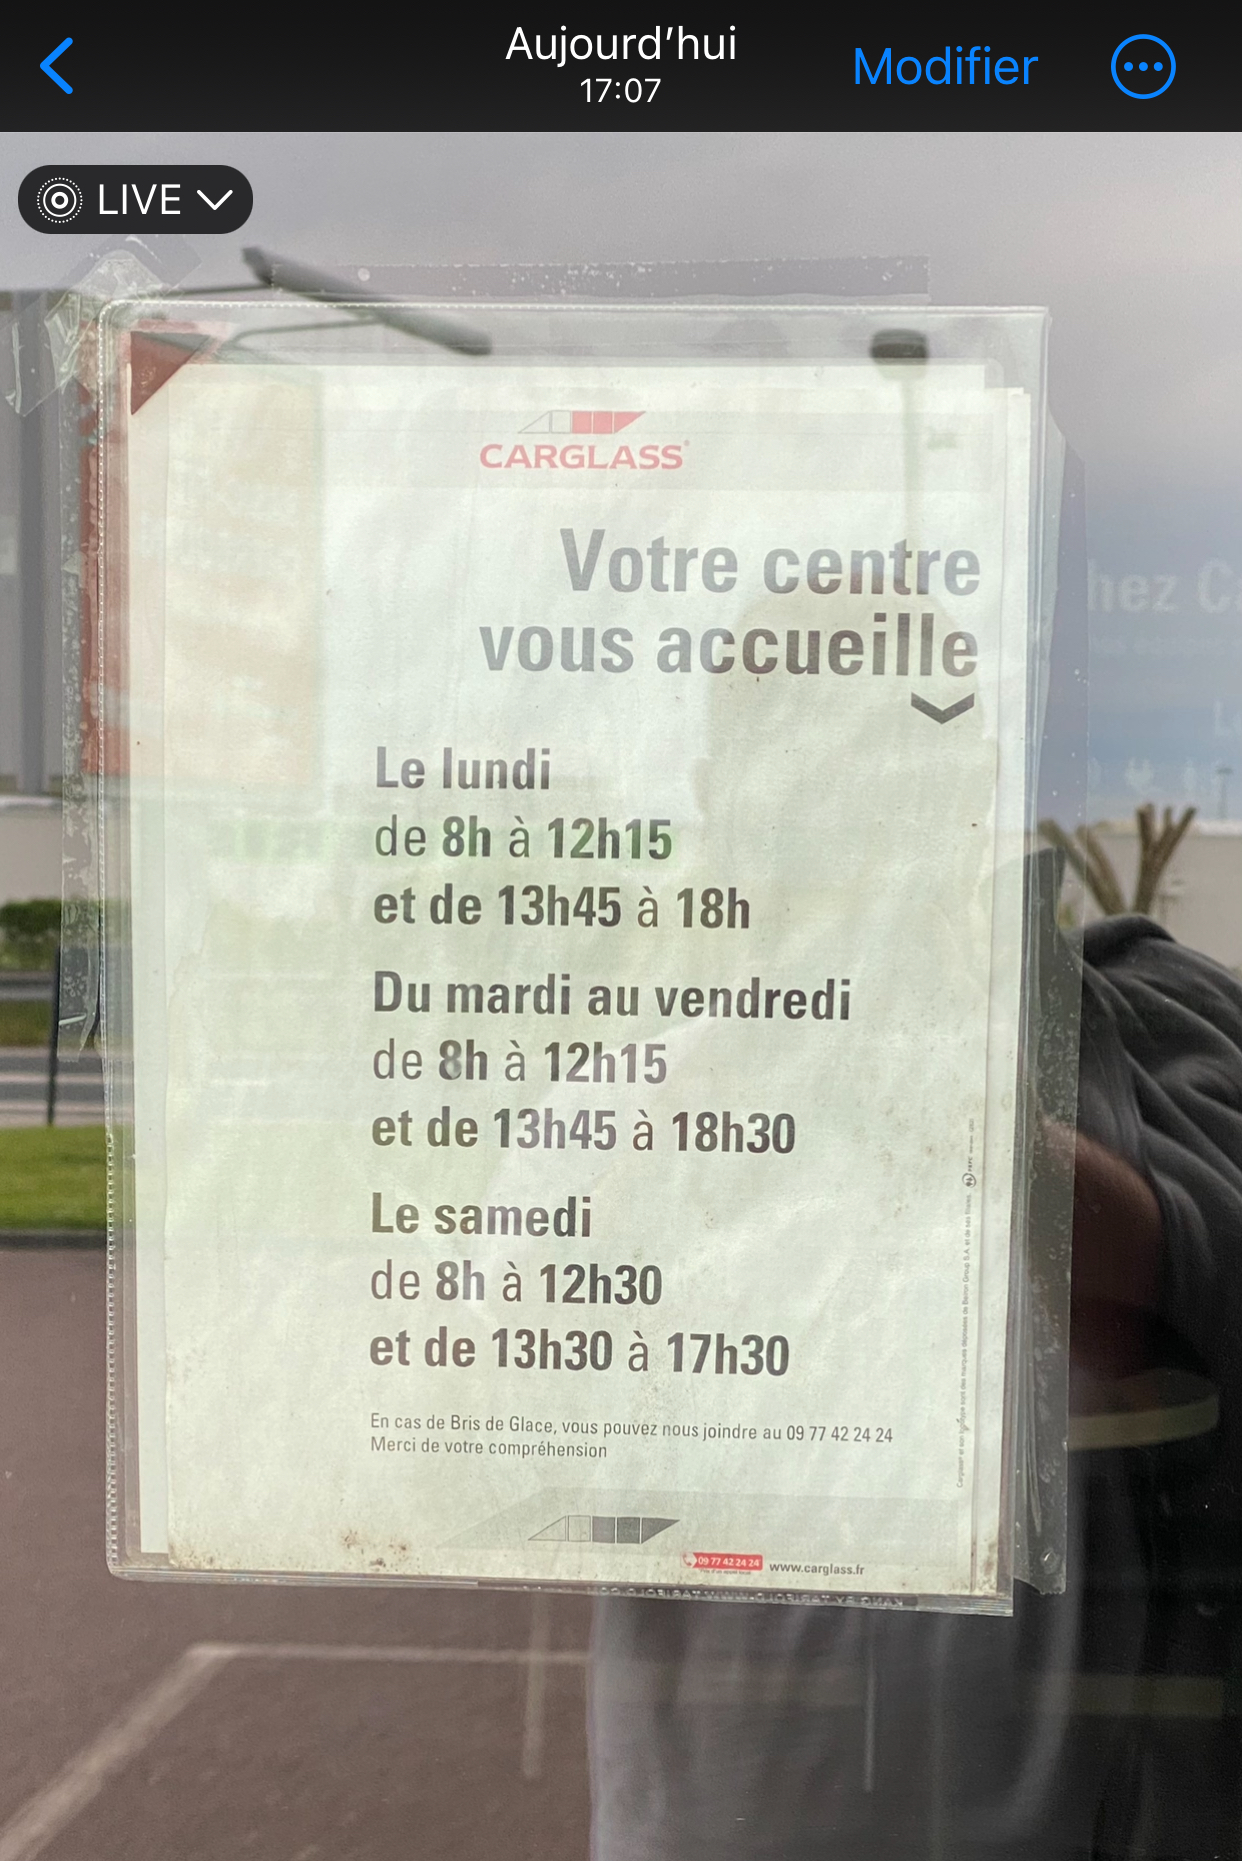 Aujourd’hui
17:07
Modifier
LIVE
CARGLASS®
Votre centre
vous accueille
Le lundi
de 8h à 12h15
et de 13h45 à 18h
Du mardi au vendredi
de 8h à 12h15
et de 13h45 à 18h30
Le samedi
de 8h à 12h30
et de 13h30 à 17h30
En cas de Bris de Glace, vous pouvez nous joindre au 09 77 42 24 24
Merci de votre compréhension
09 77 42 24 24
www.carglass.fr
hez C